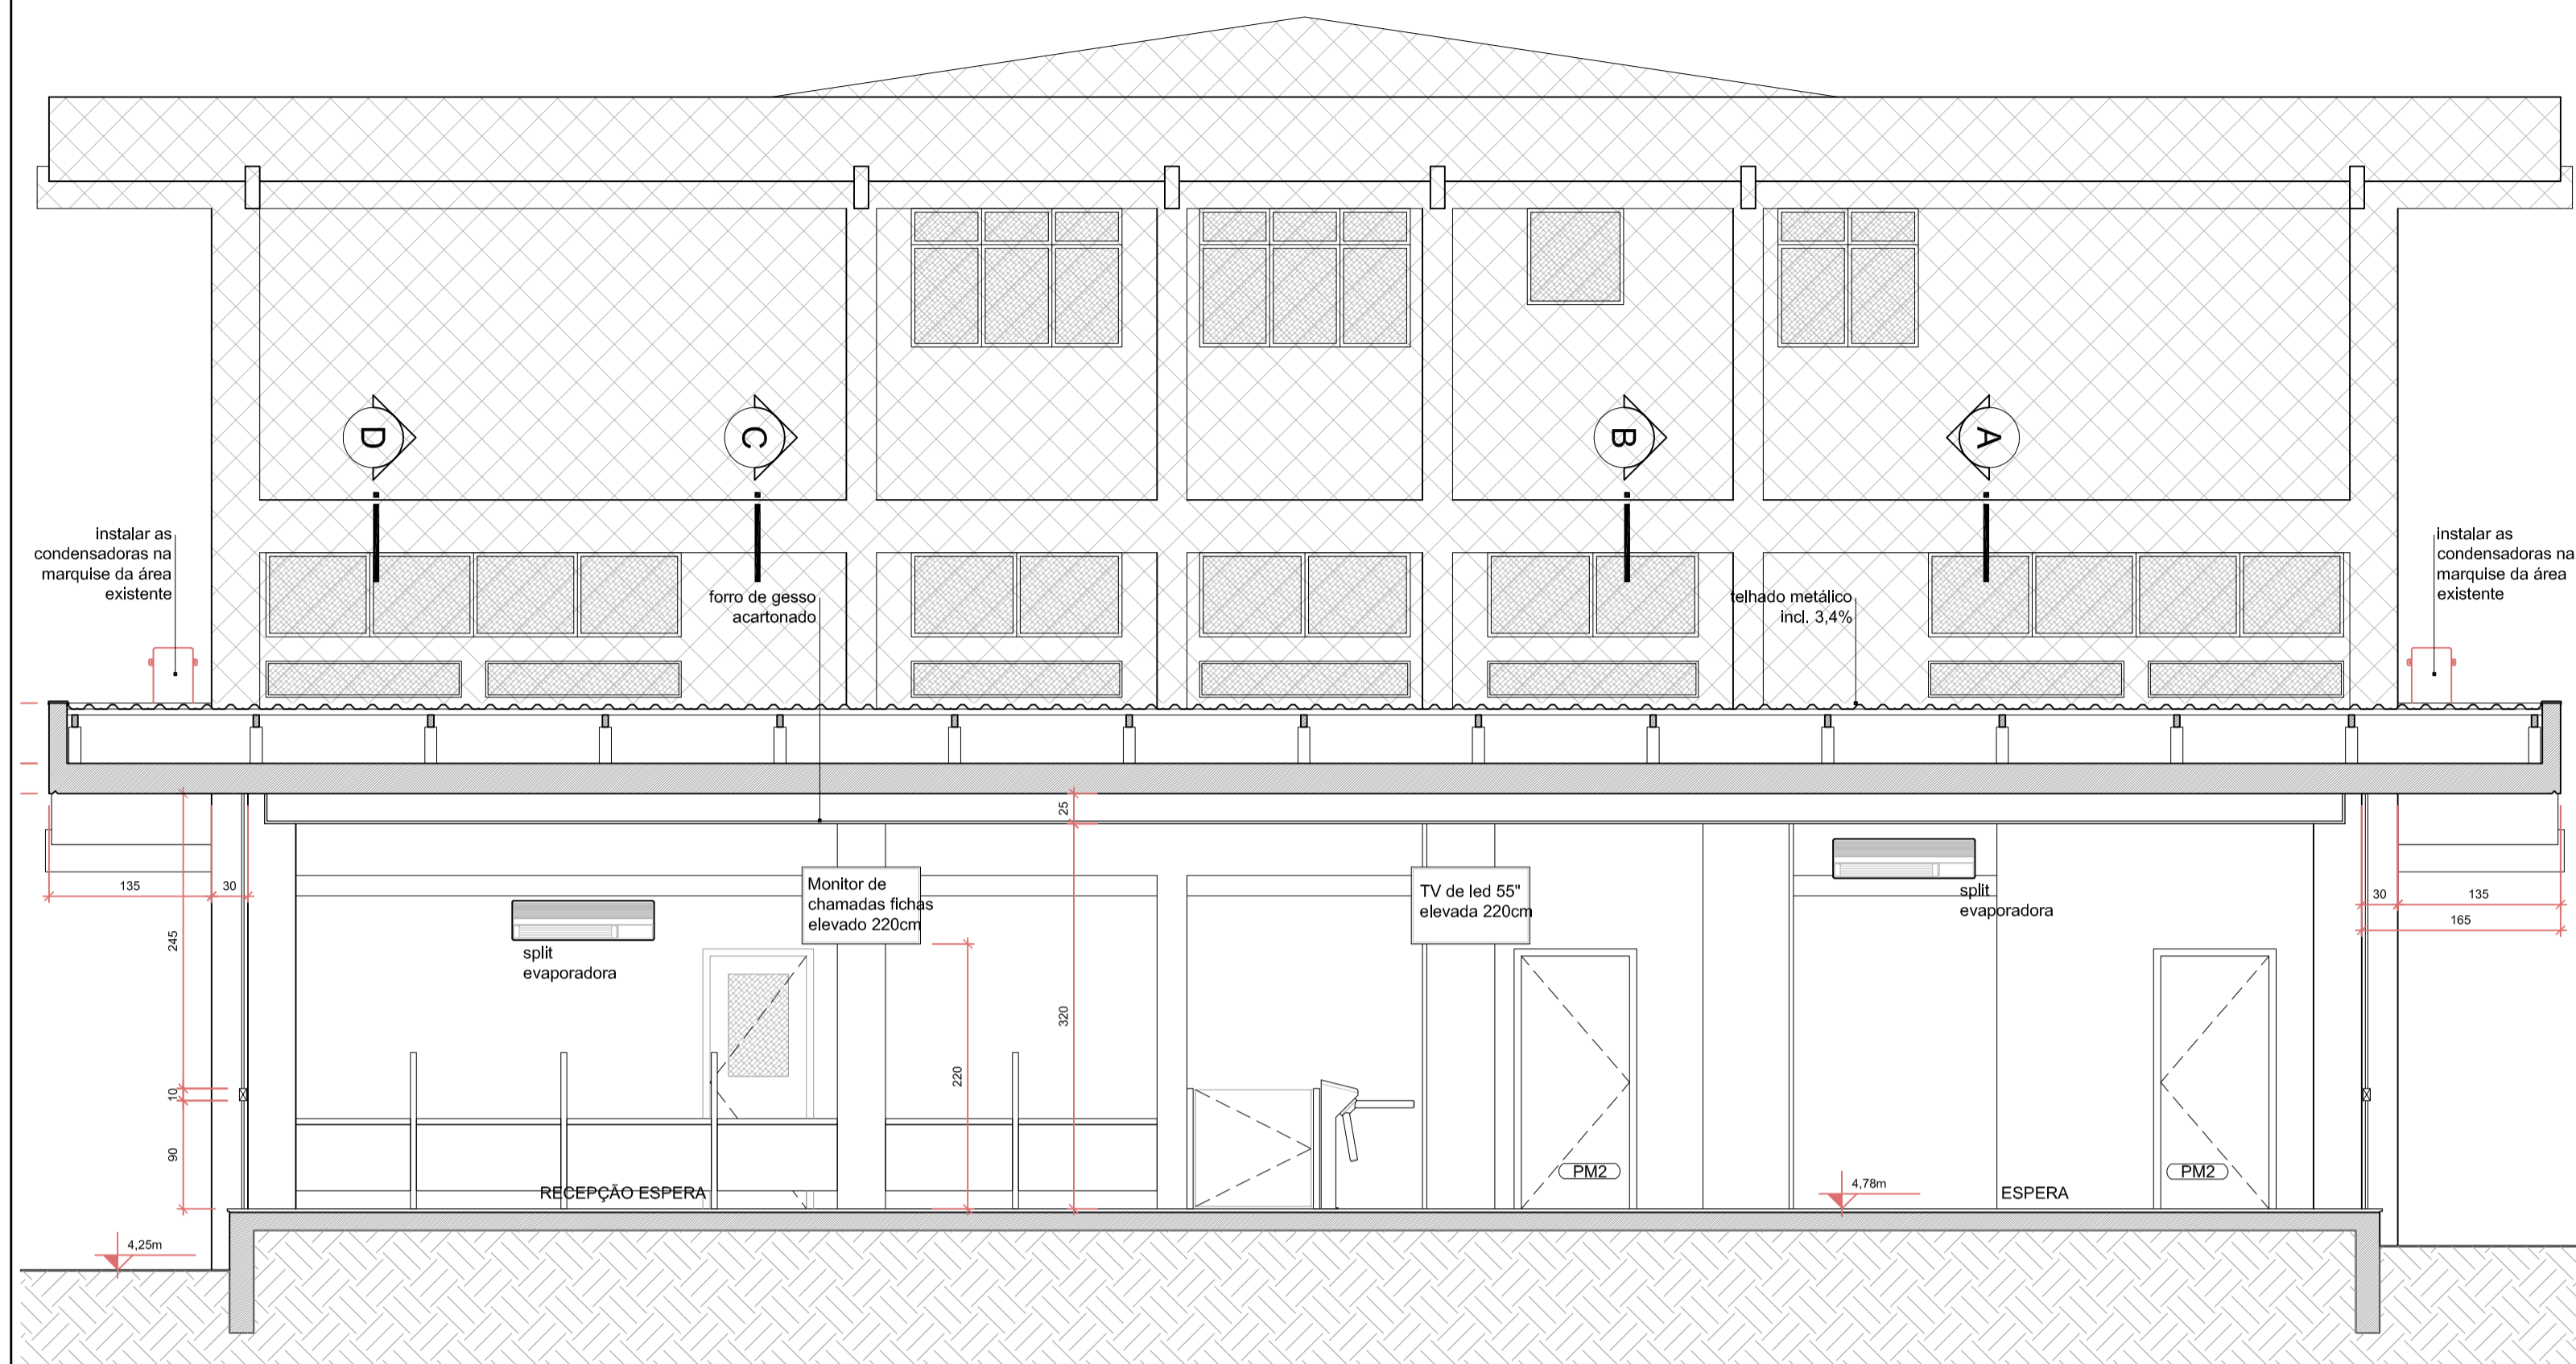 D
C
B
A
instalar as
condensadoras na
marquise da área
existente
instalar as
condensadoras na
marquise da área
existente
forro de gesso
acartonado
telhado metálico
incl. 3,4%
25
135
30
Monitor de
chamadas fichas
elevado 220cm
TV de led 55"
elevada 220cm
split
evaporadora
30
135
165
245
split
evaporadora
320
220
10
90
PM2
PM2
RECEPÇÃO ESPERA
4,78m
ESPERA
4,25m